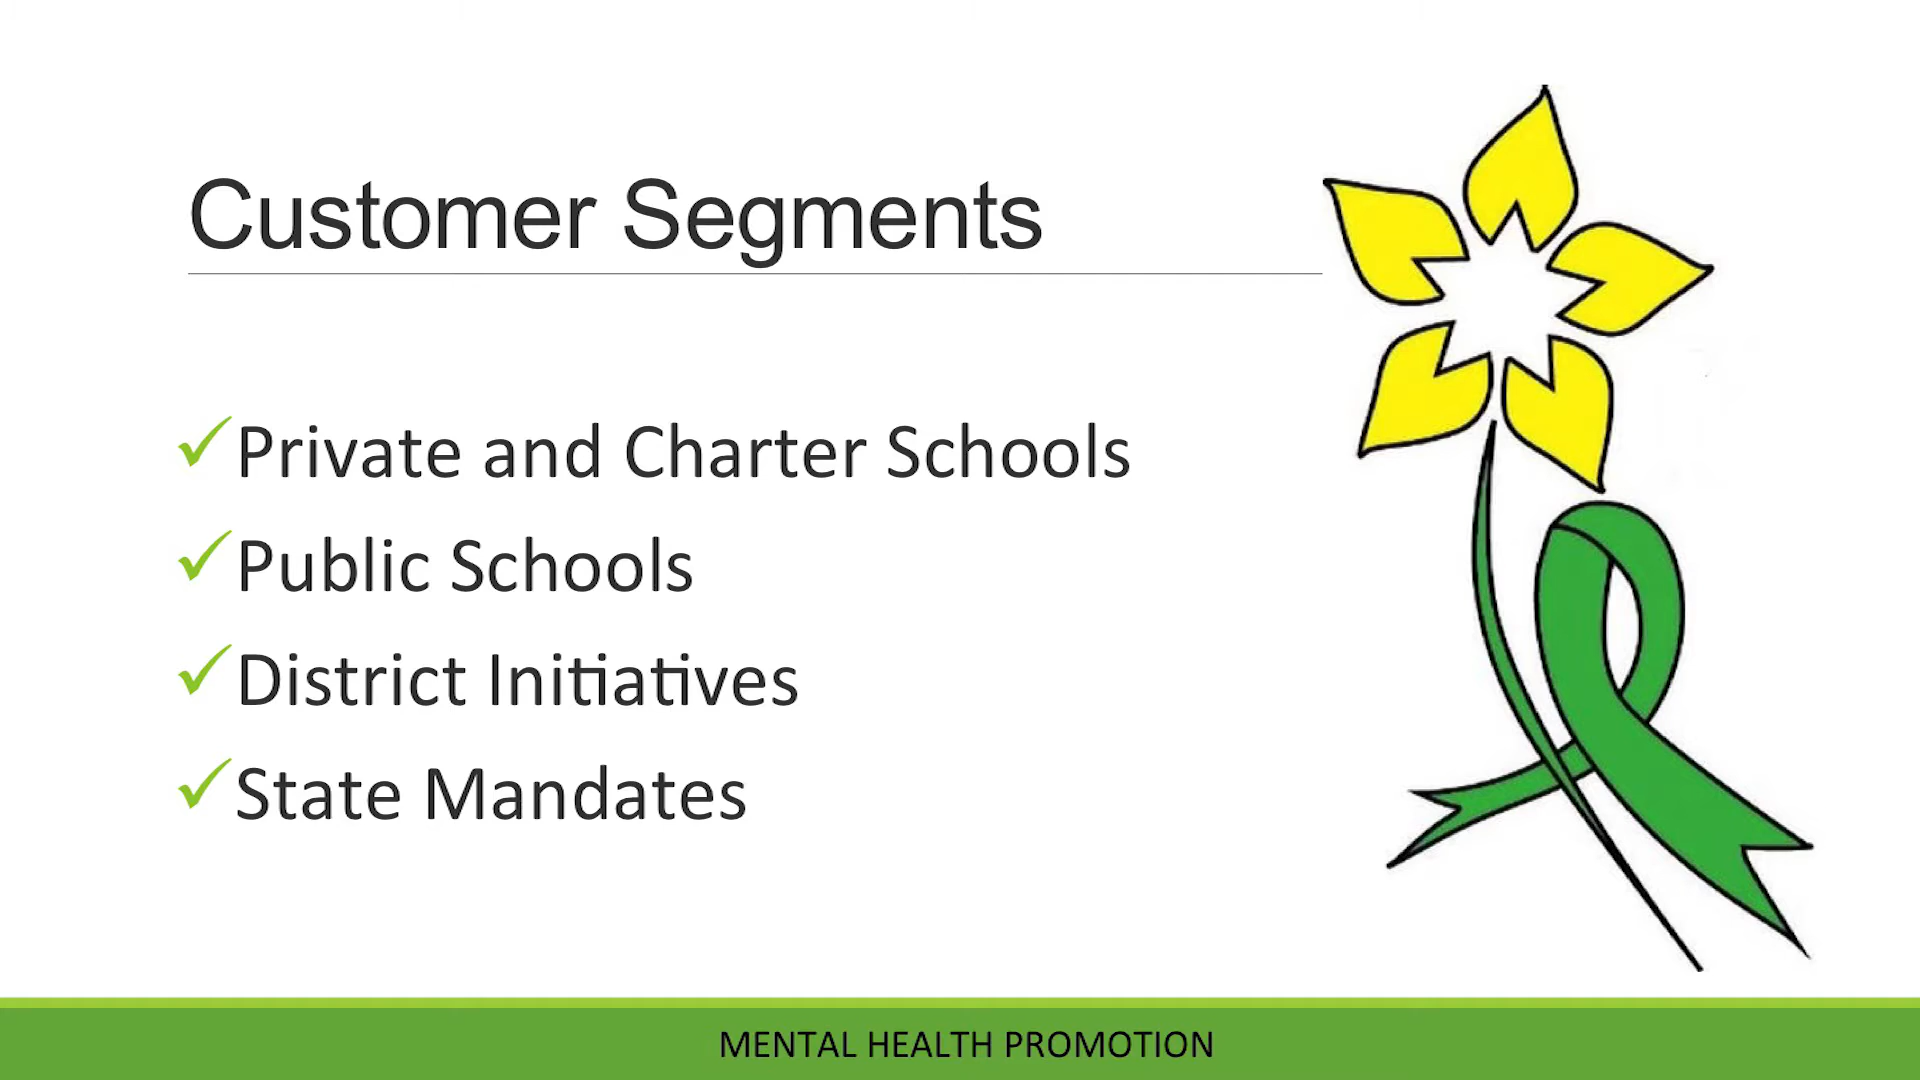 Customer Segments
Private and Charter Schools
Public Schools
District Initiatives
State Mandates
MENTAL HEALTH PROMOTION